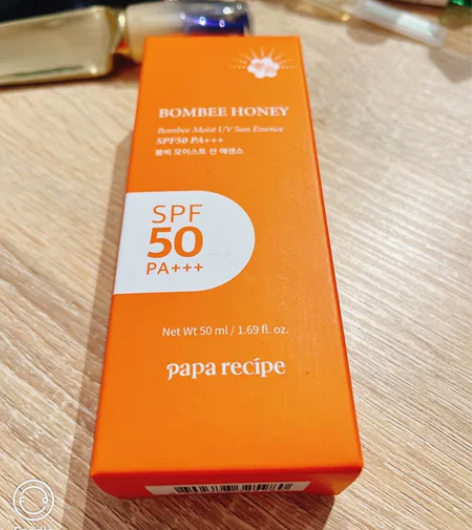 BOMBEE HONEY
Bombee Moist UV Sun Essence
SPF50 PA+++
봄비 모이스트 선 에센스
SPF
50
PA+++
Net Wt 50 ml / 1.69 fl. oz.
papa recipe